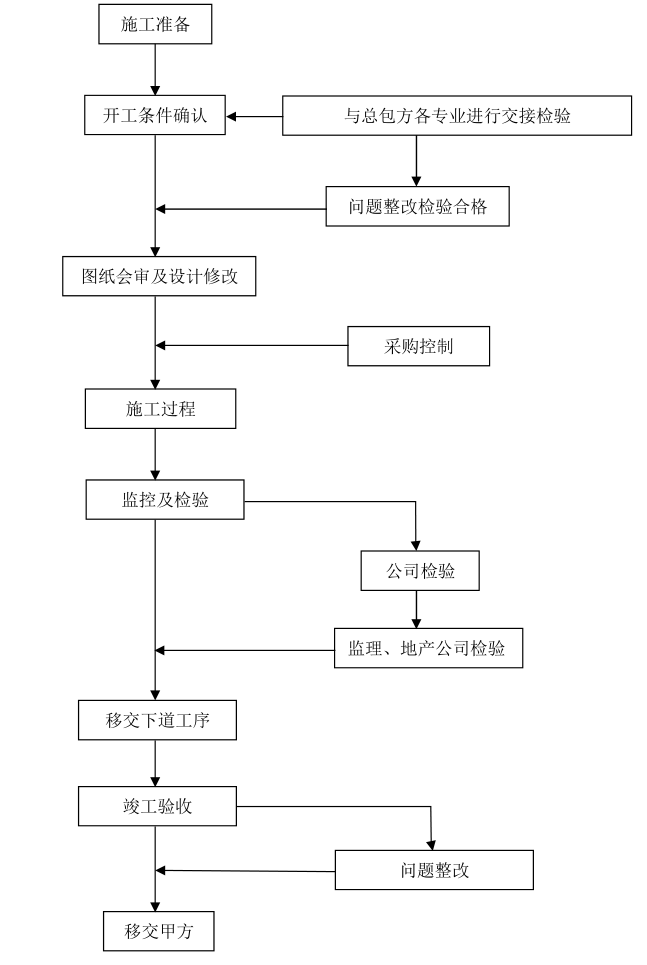 施工准备
开工条件确认
与总包方各专业进行交接检验
问题整改检验合格
图纸会审及设计修改
采购控制
施工过程
监控及检验
公司检验
监理、地产公司检验
移交下道工序
竣工验收
问题整改
移交甲方